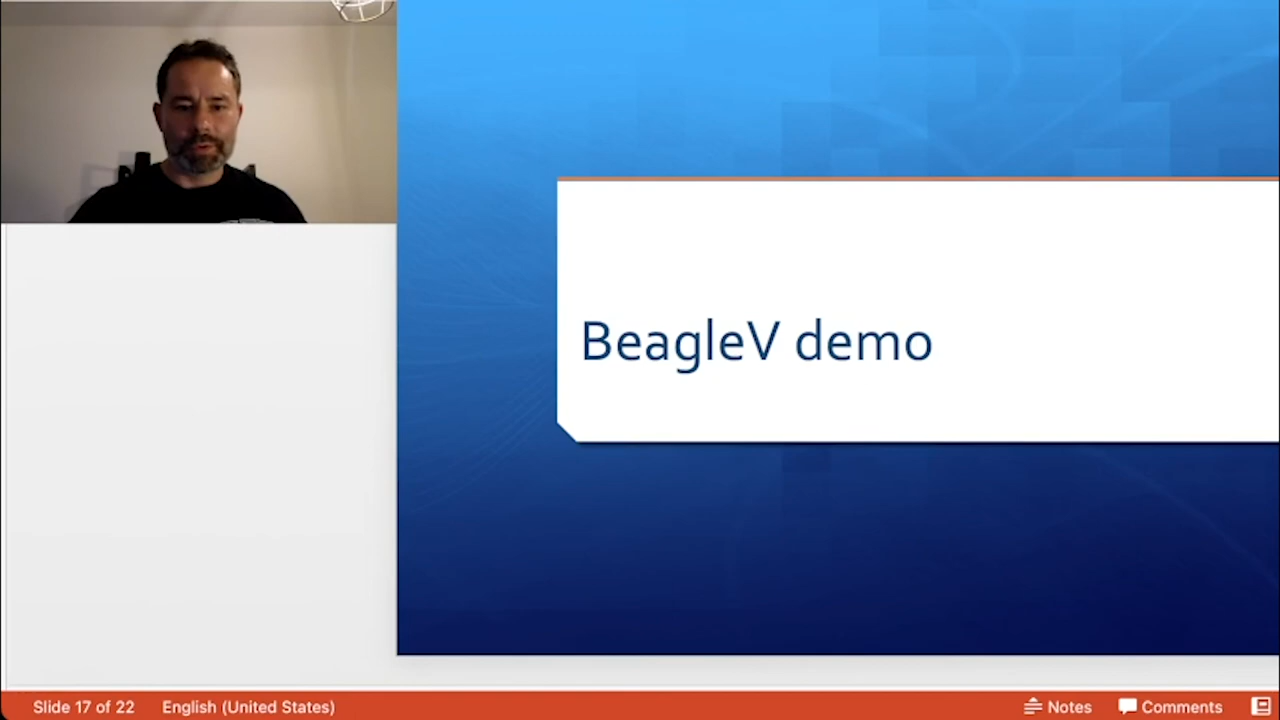 BeagleV demo
Slide 17 of 22
English (United States)
Notes
Comments